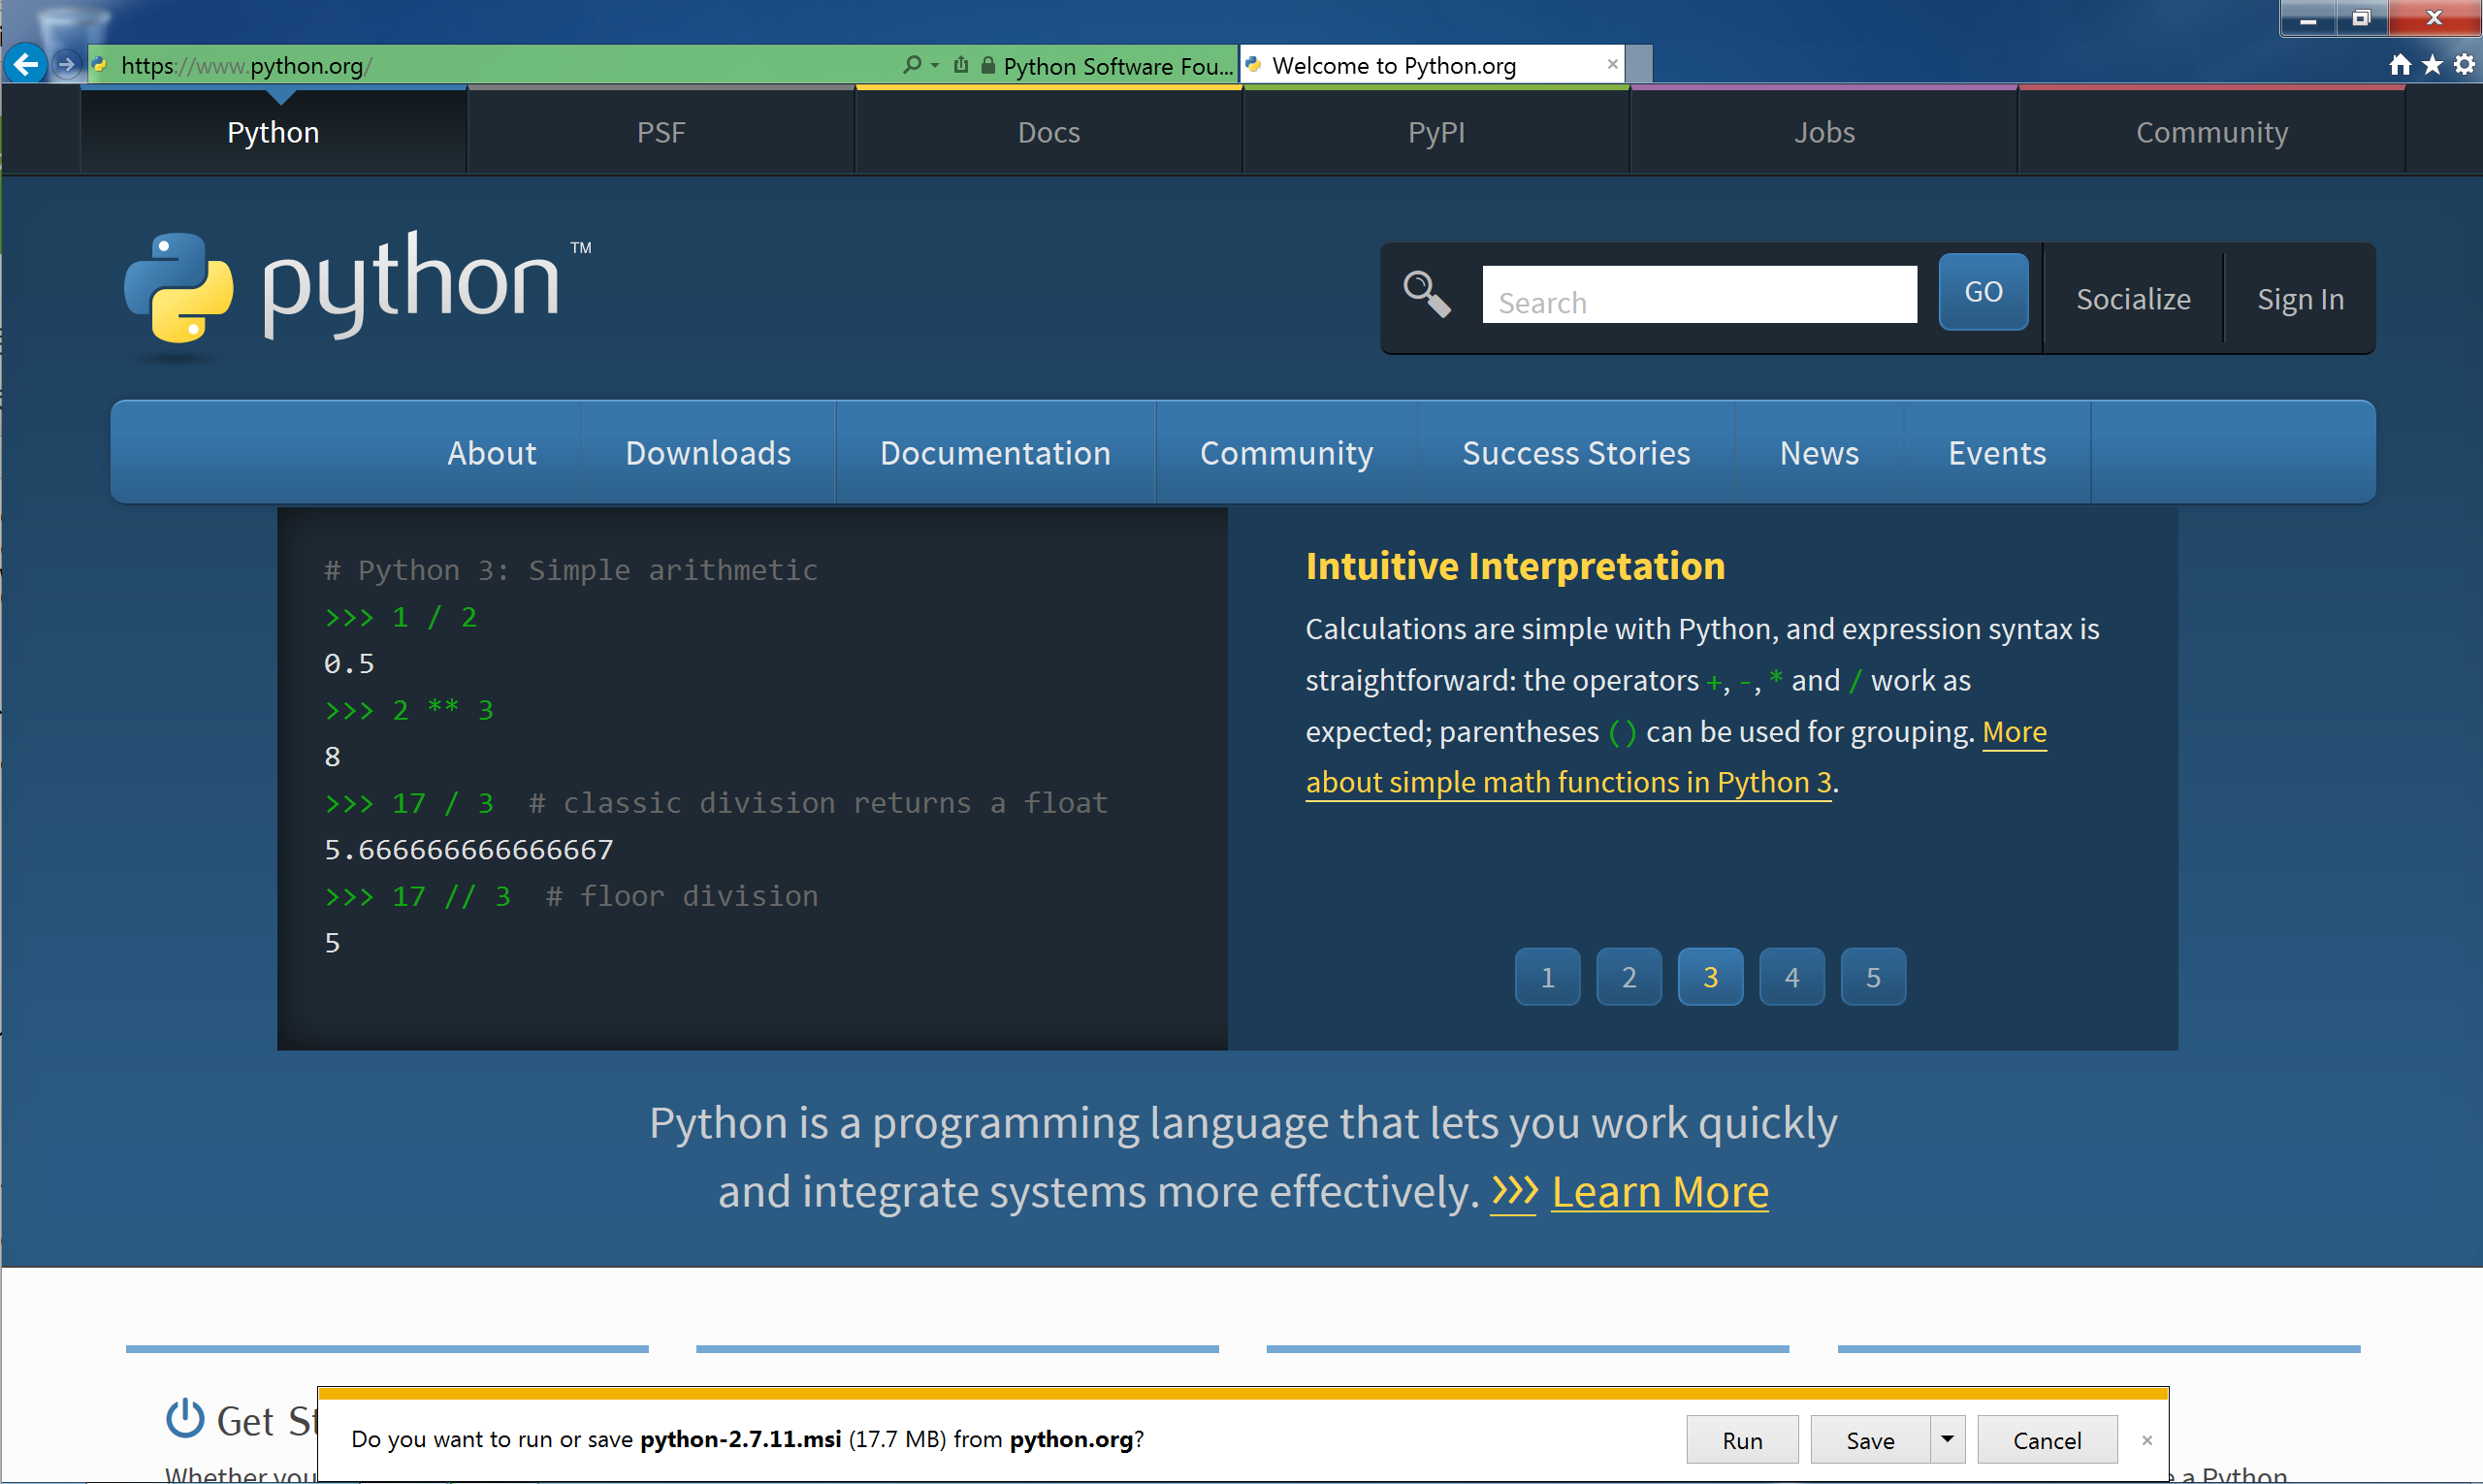 https://www.python.org/ Python Software Fou... Welcome to Python.org
Python PSF Docs PyPI Jobs Community
python™
Search GO Socialize Sign In
About Downloads Documentation Community Success Stories News Events
# Python 3: Simple arithmetic
>>> 1 / 2
0.5
>>> 2 ** 3
8
>>> 17 / 3  # classic division returns a float
5.666666666666667
>>> 17 // 3  # floor division
5
Intuitive Interpretation
Calculations are simple with Python, and expression syntax is
straightforward: the operators +, -, * and / work as
expected; parentheses () can be used for grouping. More
about simple math functions in Python 3.
1 2 3 4 5
Python is a programming language that lets you work quickly
and integrate systems more effectively. >>> Learn More
Get St
Do you want to run or save python-2.7.11.msi (17.7 MB) from python.org?
Run Save Cancel
Whether you
a Python